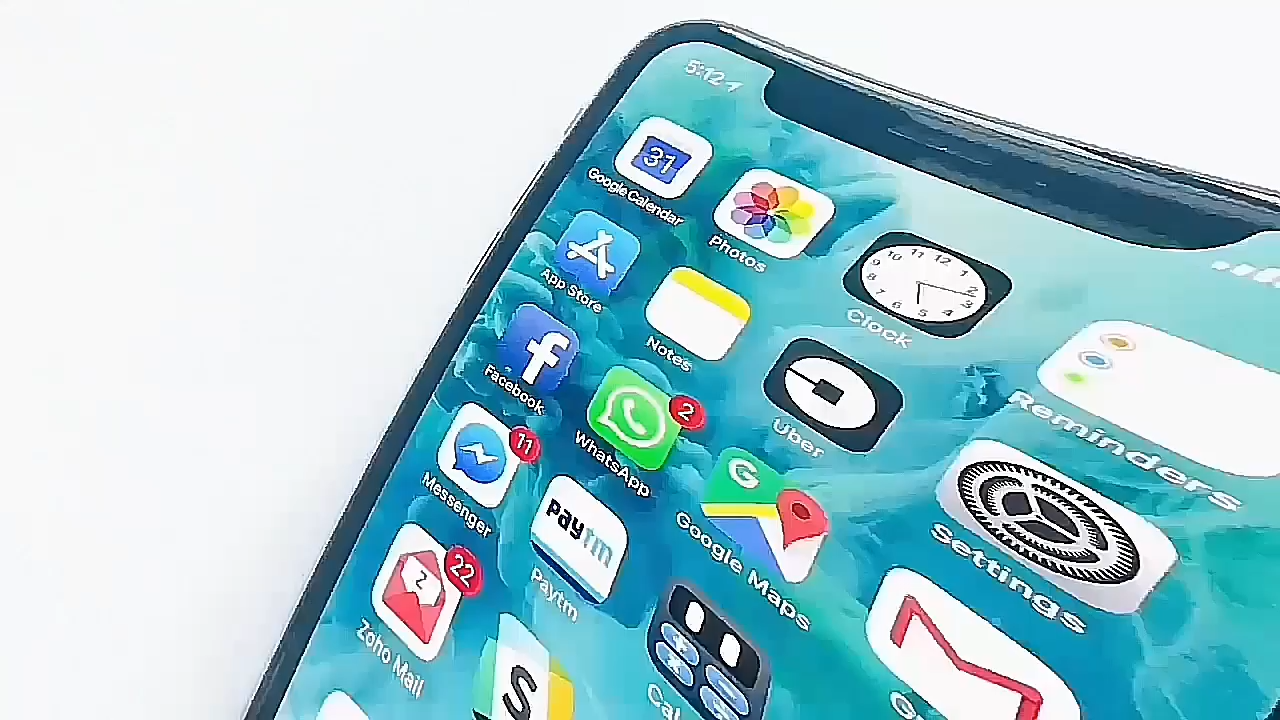 5:12
31
Google Calendar
Photos
Clock
Reminders
App Store
Notes
Uber
Settings
Facebook
2
WhatsApp
G
Google Maps
11
Messenger
paytm
Paytm
22
Z
Zoho Mail
S
Cal
G